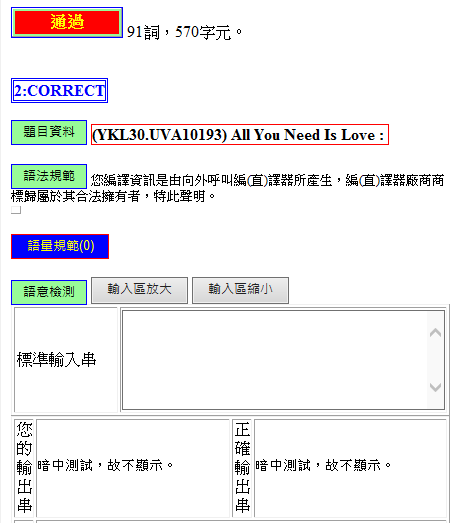 通過 91詞，570字元。
2:CORRECT
題目資料 (YKL30.UVA10193) All You Need Is Love :
語法規範 您編譯資訊是由向外呼叫編(直)譯器所產生，編(直)譯器廠商商
標歸屬於其合法擁有者，特此聲明。
語量規範(0)
語意檢測 輸入區放大 輸入區縮小
標準輸入串
您的輸出串 暗中測試，故不顯示。 正確輸出串 暗中測試，故不顯示。